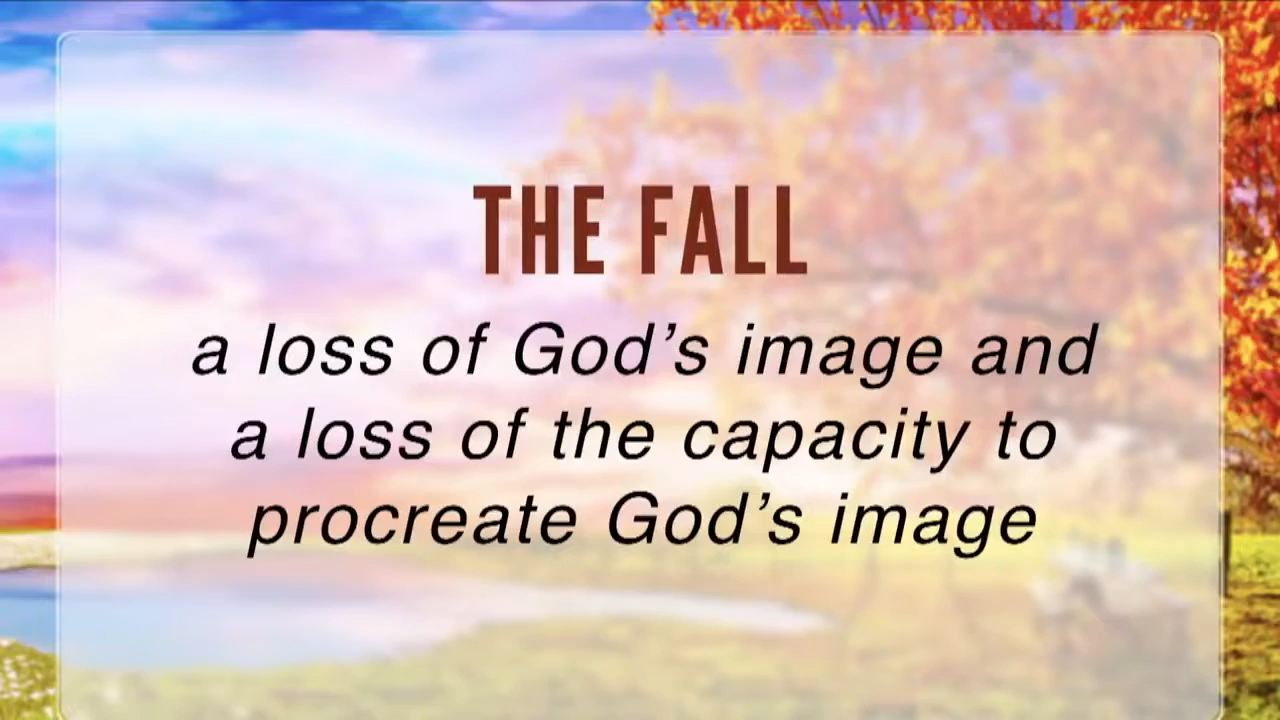 THE FALL
a loss of God’s image and
a loss of the capacity to
procreate God’s image